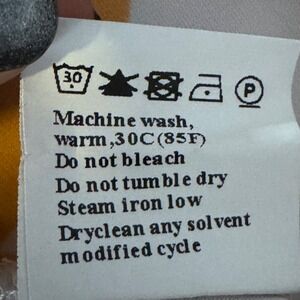 30 P
Machine wash,
warm,30C(85F)
Do not bleach
Do not tumble dry
Steam iron low
Dryclean any solvent
modified cycle